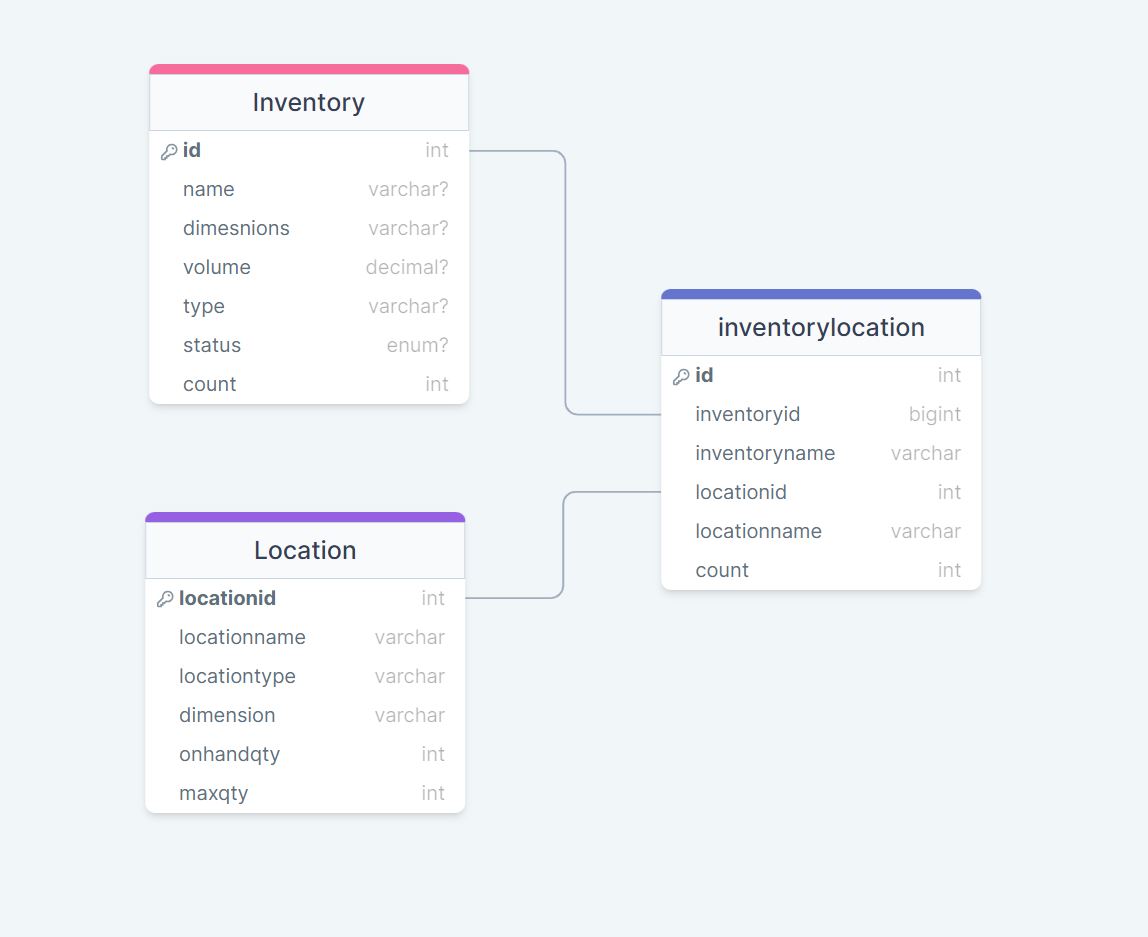 Inventory
id int
name varchar?
dimesnions varchar?
volume decimal?
type varchar?
status enum?
count int
inventorylocation
id int
inventoryid bigint
inventoryname varchar
locationid int
locationname varchar
count int
Location
locationid int
locationname varchar
locationtype varchar
dimension varchar
onhandqty int
maxqty int